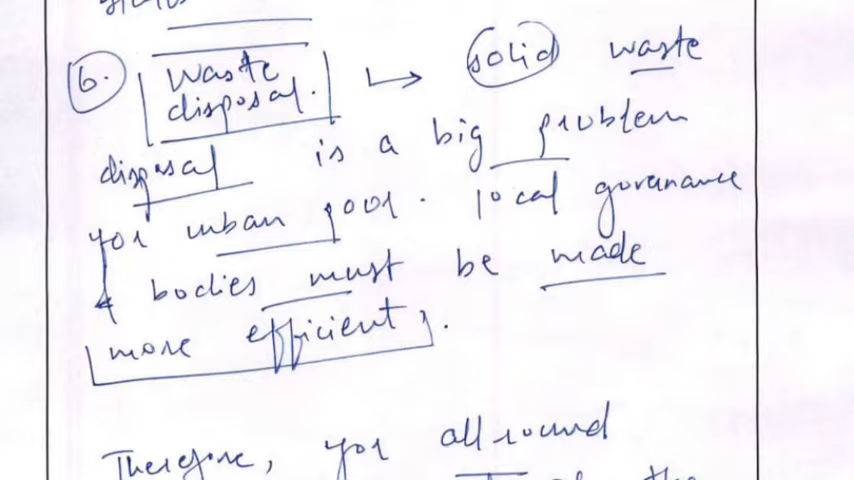 6. Waste disposal. → solid waste
disposal is a big problem
for urban poor. local governance
& bodies must be made
more efficient.
Therefore, for all round
the